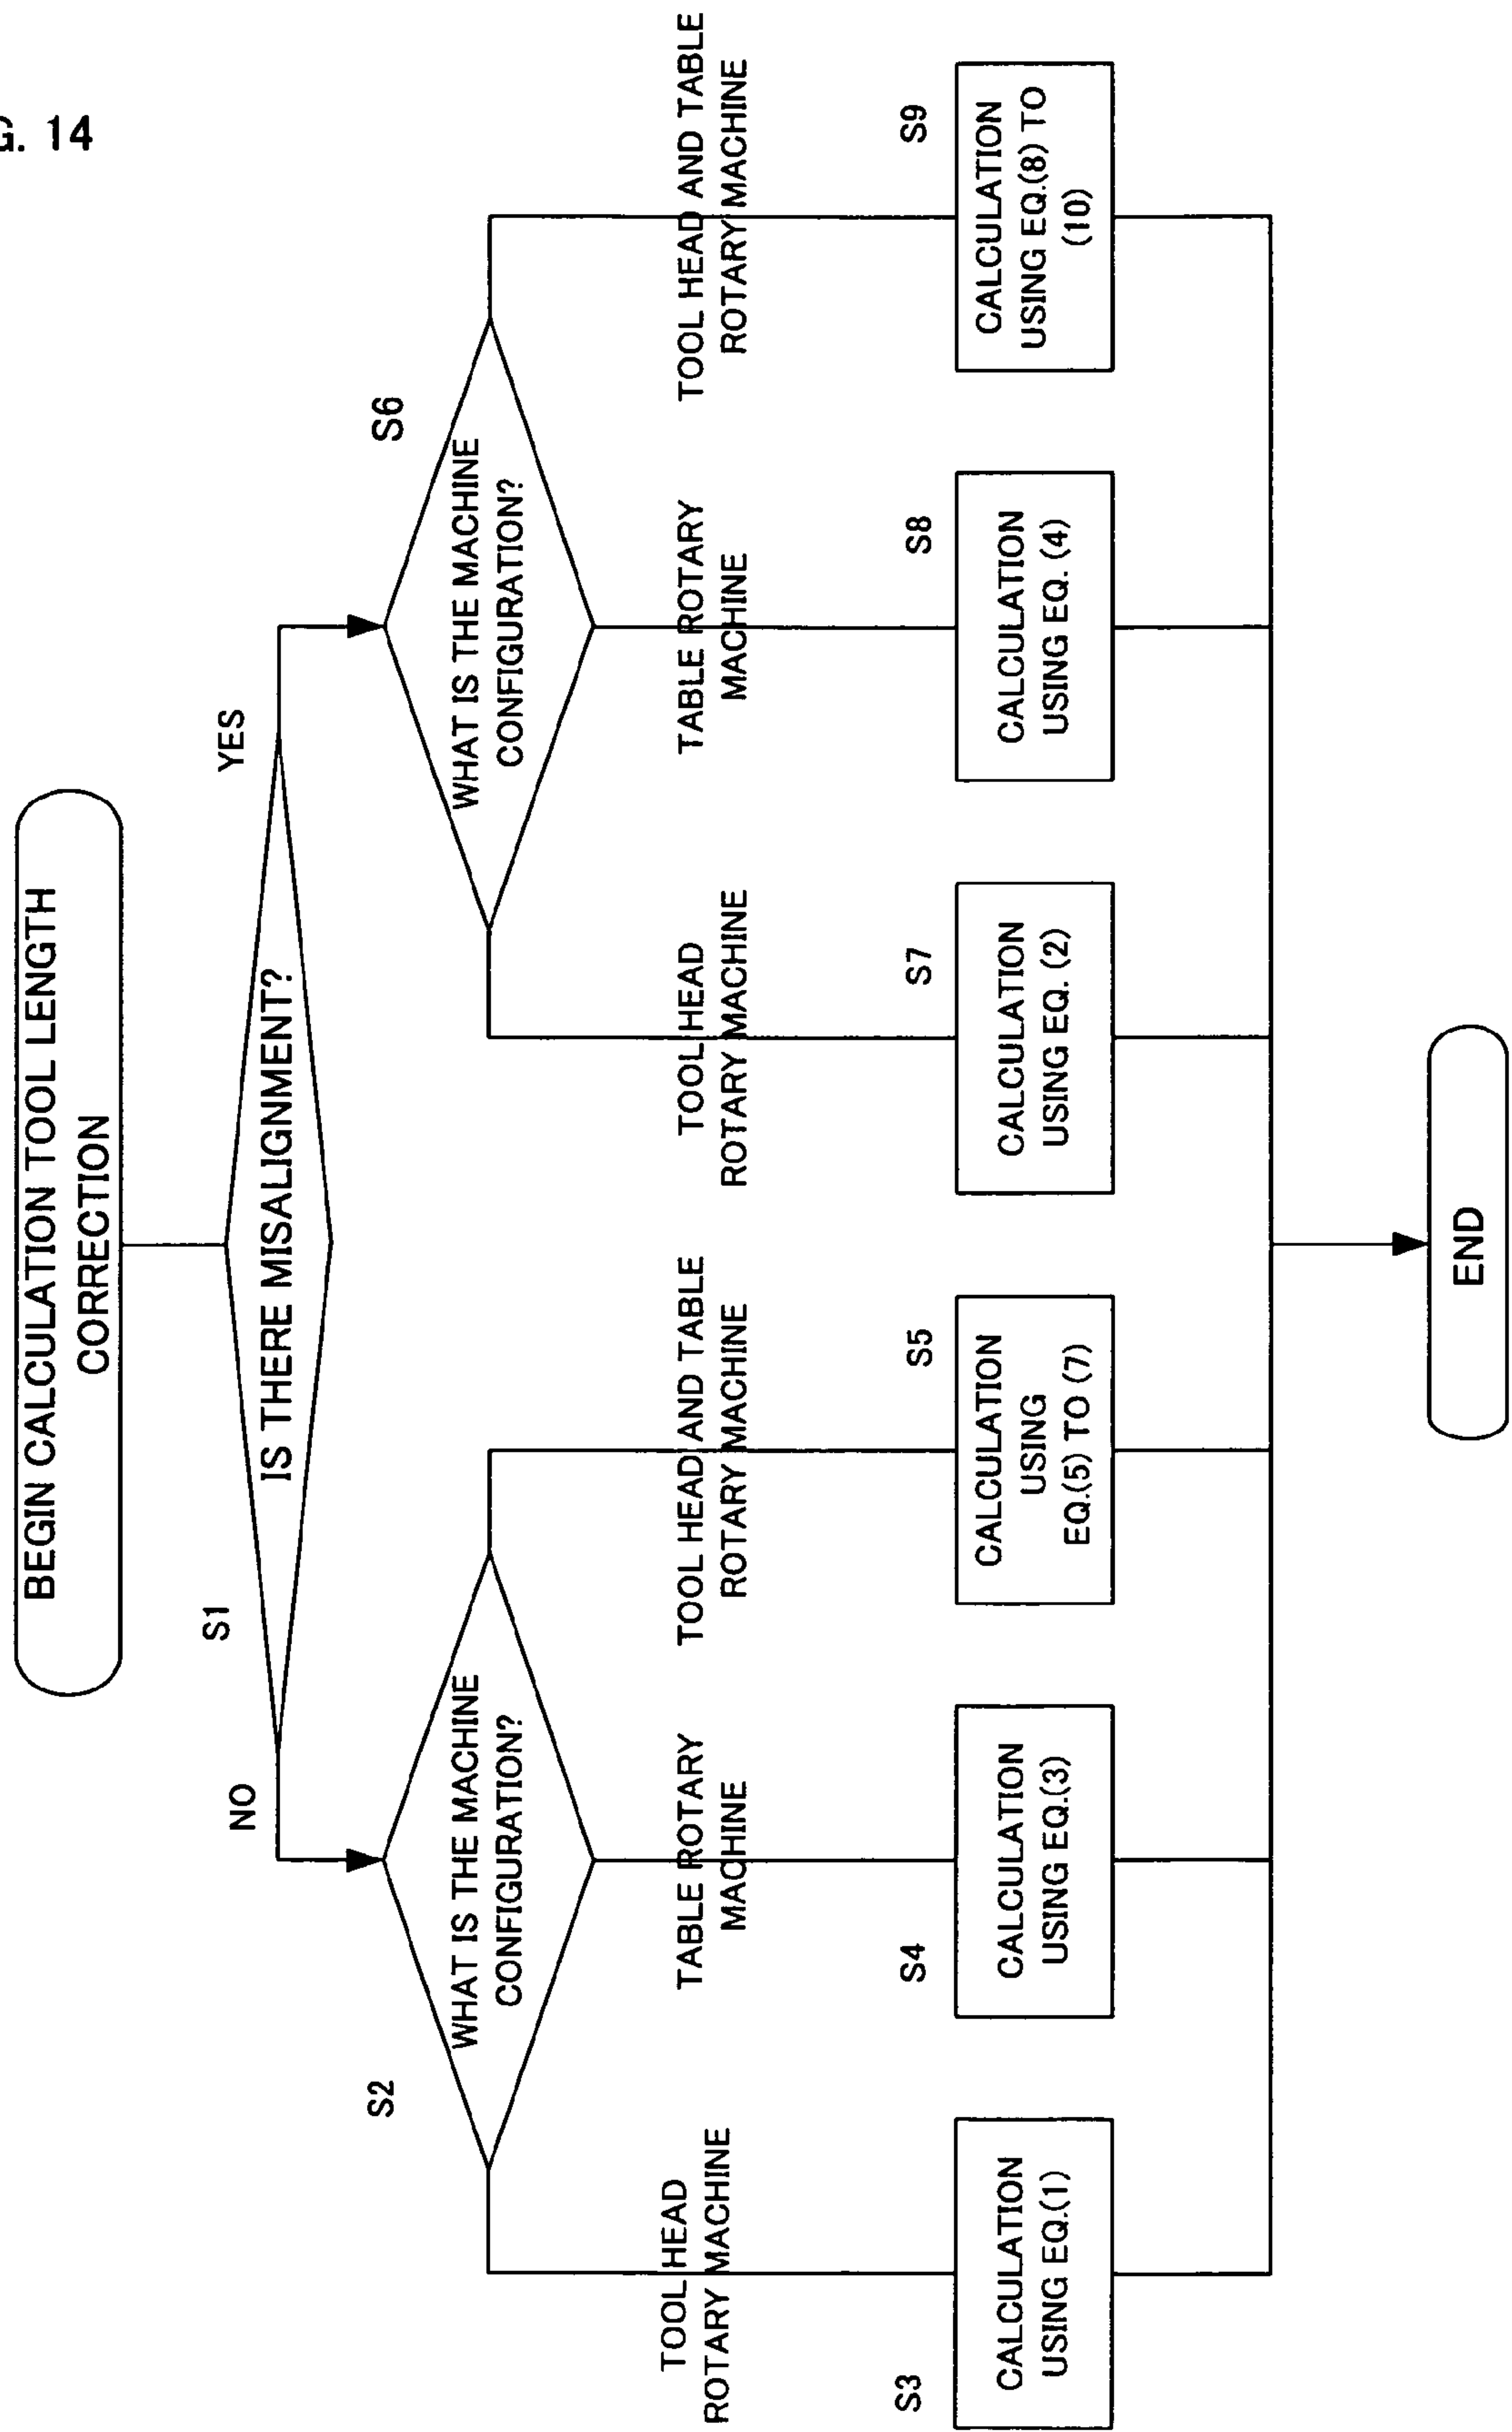 G. 14
BEGIN CALCULATION TOOL LENGTH
CORRECTION
S1
IS THERE MISALIGNMENT?
NO
YES
S2
WHAT IS THE MACHINE
CONFIGURATION?
S6
WHAT IS THE MACHINE
CONFIGURATION?
TOOL HEAD
ROTARY MACHINE
TABLE ROTARY
MACHINE
TOOL HEAD AND TABLE
ROTARY MACHINE
TOOL HEAD
ROTARY MACHINE
TABLE ROTARY
MACHINE
TOOL HEAD AND TABLE
ROTARY MACHINE
S3
CALCULATION
USING EQ.(1)
S4
CALCULATION
USING EQ.(3)
S5
CALCULATION
USING
EQ.(5) TO (7)
S7
CALCULATION
USING EQ. (2)
S8
CALCULATION
USING EQ. (4)
S9
CALCULATION
USING EQ.(8) TO
(10)
END